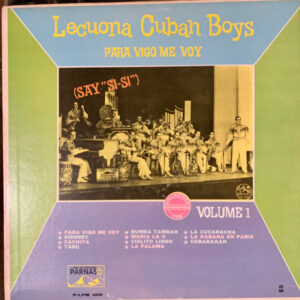 Lecuona Cuban Boys
PARA VIGO ME VOY
(SAY "SI-SI")
VOLUME 1
★ PARA VIGO ME VOY
★ SIBONEY
★ CACHITA
★ TABU
★ RUMBA TAMBAH
★ MARIA LA O
★ CIELITO LINDO
★ LA PALOMA
★ LA CUCARACHA
★ LA HABANA EN PARIS
★ CUBANAKAN
PARNASO